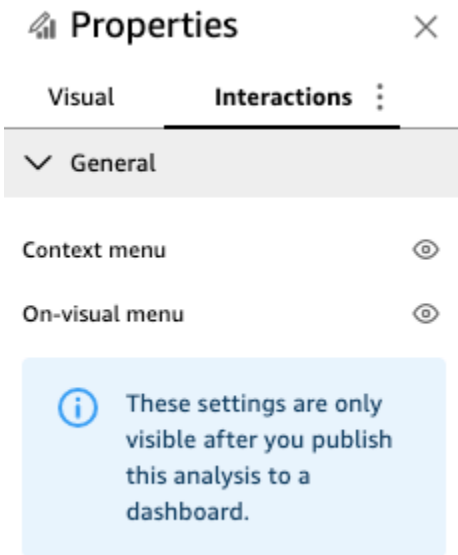 Properties
Visual
Interactions
General
Context menu
On-visual menu
These settings are only
visible after you publish
this analysis to a
dashboard.